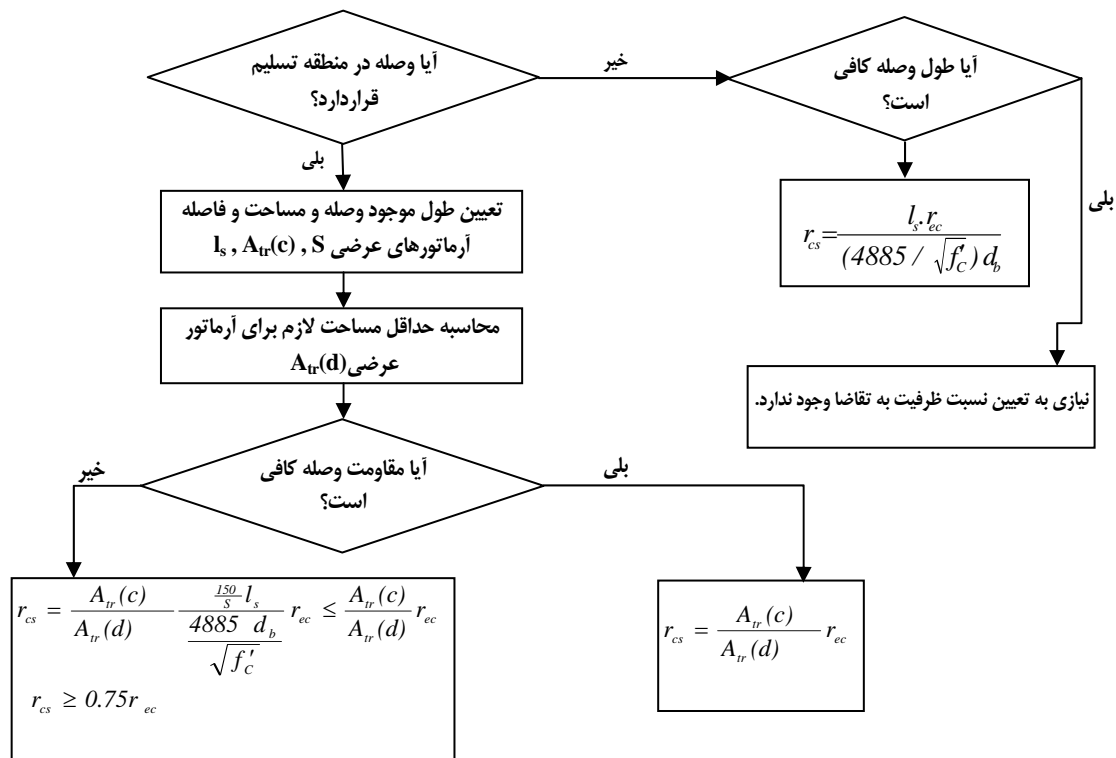 آیا وصله در منطقه تسلیم
قراردارد؟
خیر
آیا طول وصله کافی
است؟
بلی
بلی
تعیین طول موجود وصله و مساحت و فاصله
آرماتورهای عرضی l_s , A_tr(c) , S
r_cs = l_s.r_ec / ((4885 / √f'_C) d_b)
محاسبه حداقل مساحت لازم برای آرماتور
عرضی A_tr(d)
نیازی به تعیین نسبت ظرفیت به تقاضا وجود ندارد.
آیا مقاومت وصله کافی
است؟
خیر
بلی
r_cs = A_tr(c) / A_tr(d) (150/S l_s) / (4885 d_b / √f'_C) r_ec ≤ A_tr(c) / A_tr(d) r_ec
r_cs ≥ 0.75r_ec
r_cs = A_tr(c) / A_tr(d) r_ec